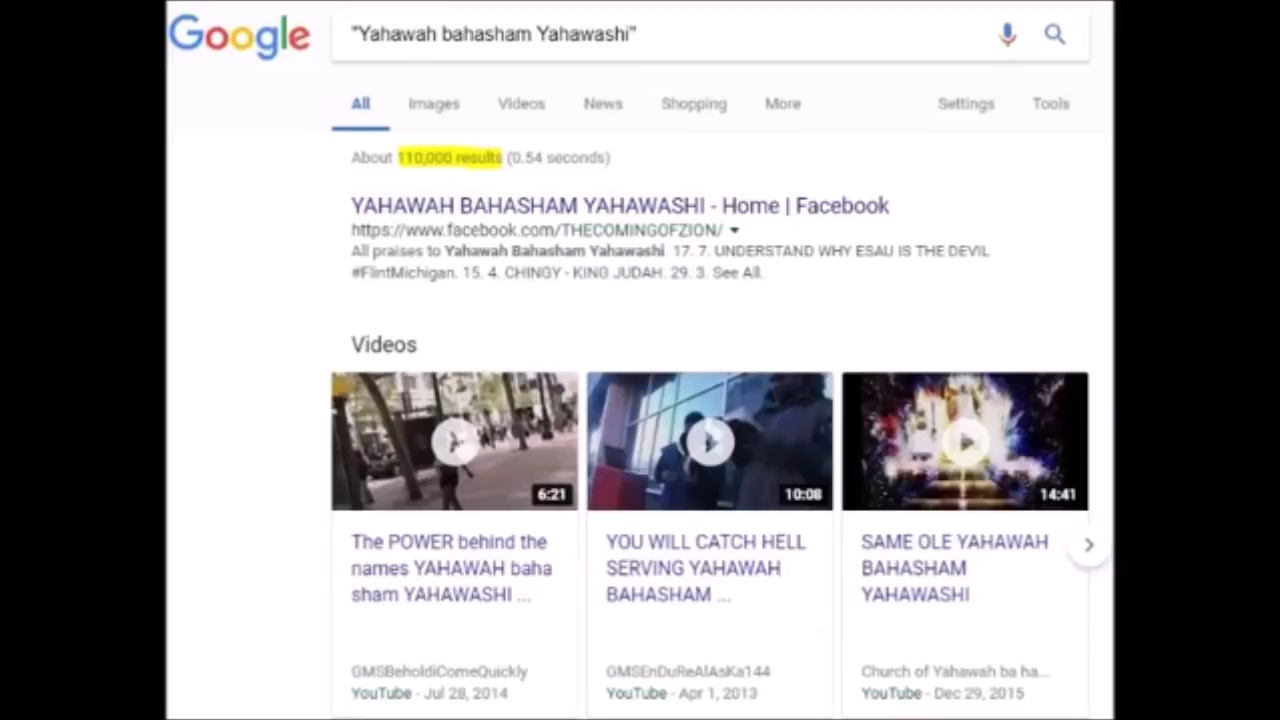 Google
"Yahawah bahasham Yahawashi"
All Images Videos News Shopping More Settings Tools
About 110,000 results (0.54 seconds)
YAHAWAH BAHASHAM YAHAWASHI - Home | Facebook
https://www.facebook.com/THECOMINGOFZION/
All praises to Yahawah Bahasham Yahawashi. 17. 7. UNDERSTAND WHY ESAU IS THE DEVIL
#FlintMichigan. 15. 4. CHINGY - KING JUDAH. 29. 3. See All.
Videos
6:21
The POWER behind the
names YAHAWAH baha
sham YAHAWASHI ...
GMSBeholdiComeQuickly
YouTube - Jul 28, 2014
10:08
YOU WILL CATCH HELL
SERVING YAHAWAH
BAHASHAM ...
GMSEnDuReAlAsKa144
YouTube - Apr 1, 2013
14:41
SAME OLE YAHAWAH
BAHASHAM
YAHAWASHI
Church of Yahawah ba ha...
YouTube - Dec 29, 2015